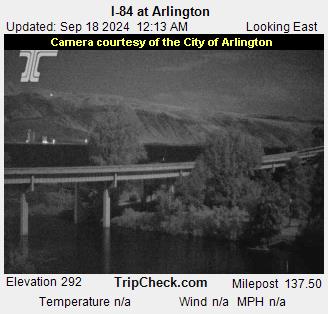 I-84 at Arlington
Updated: Sep 18 2024 12:13 AM Looking East
Camera courtesy of the City of Arlington
Elevation 292 TripCheck.com Milepost 137.50
Temperature n/a Wind n/a MPH n/a